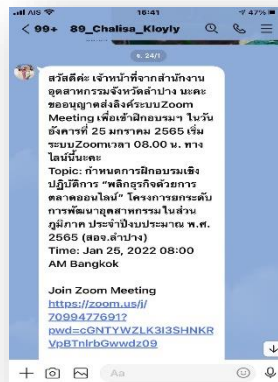 AIS
16:41
47%
99+ 89_Chalisa_Kloyly
จ. 24/1
สวัสดีค่ะ เจ้าหน้าที่จากสำนักงาน
อุตสาหกรรมจังหวัดลำปาง นะคะ
ขออนุญาตส่งลิงค์ระบบZoom
Meeting เพื่อเข้าฝึกอบรมฯ ในวัน
อังคารที่ 25 มกราคม 2565 เริ่ม
ระบบZoomเวลา 08.00 น. ทาง
ไลน์นี้นะคะ
Topic: กำหนดการฝึกอบรมเชิง
ปฏิบัติการ "พลิกธุรกิจด้วยการ
ตลาดออนไลน์" โครงการยกระดับ
การพัฒนาอุตสาหกรรมในส่วน
ภูมิภาค ประจำปีงบประมาณ พ.ศ.
2565 (สอจ.ลำปาง)
Time: Jan 25, 2022 08:00
AM Bangkok
Join Zoom Meeting
https://zoom.us/j/
7099477691?
pwd=cGNTYWZLK3I3SHNKR
VpBTnlrbGwwdz09
Aa